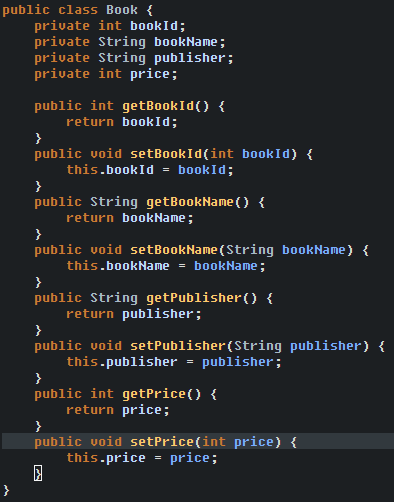 public class Book {
    private int bookId;
    private String bookName;
    private String publisher;
    private int price;

    public int getBookId() {
        return bookId;
    }
    public void setBookId(int bookId) {
        this.bookId = bookId;
    }
    public String getBookName() {
        return bookName;
    }
    public void setBookName(String bookName) {
        this.bookName = bookName;
    }
    public String getPublisher() {
        return publisher;
    }
    public void setPublisher(String publisher) {
        this.publisher = publisher;
    }
    public int getPrice() {
        return price;
    }
    public void setPrice(int price) {
        this.price = price;
    }
}